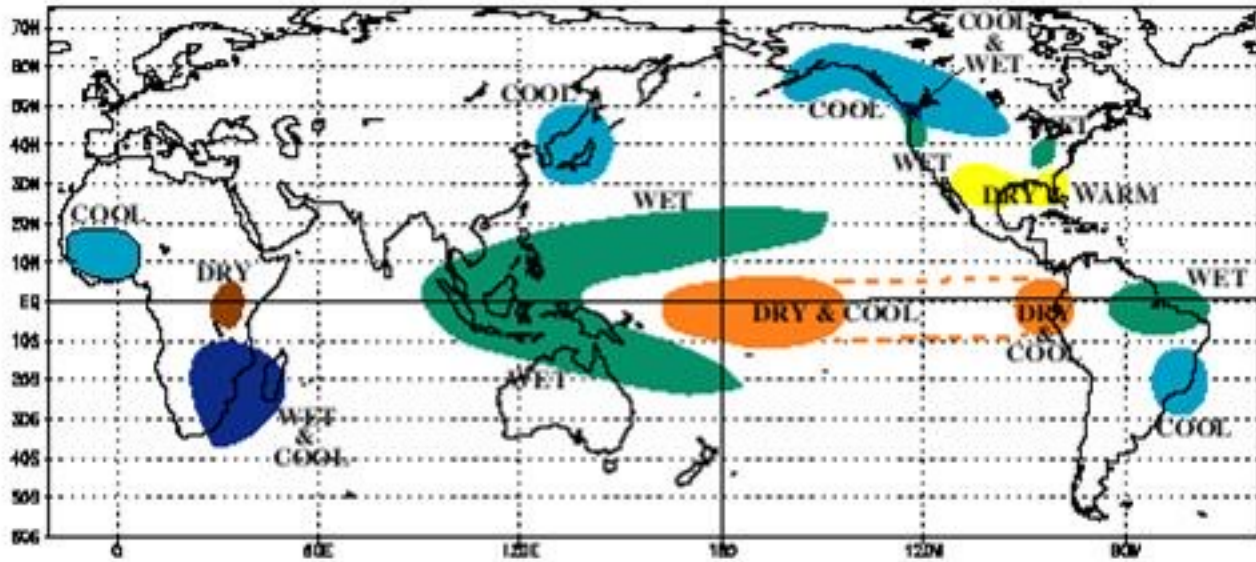 70N
60N
50N
40N
30N
20N
10N
EQ
10S
20S
30S
40S
50S
60S
0
60E
120E
180
120W
60W
COOL
&
WET
COOL
COOL
WET
WET
DRY & WARM
COOL
WET
DRY
WET
DRY & COOL
DRY
&
COOL
WET
WET
&
COOL
COOL